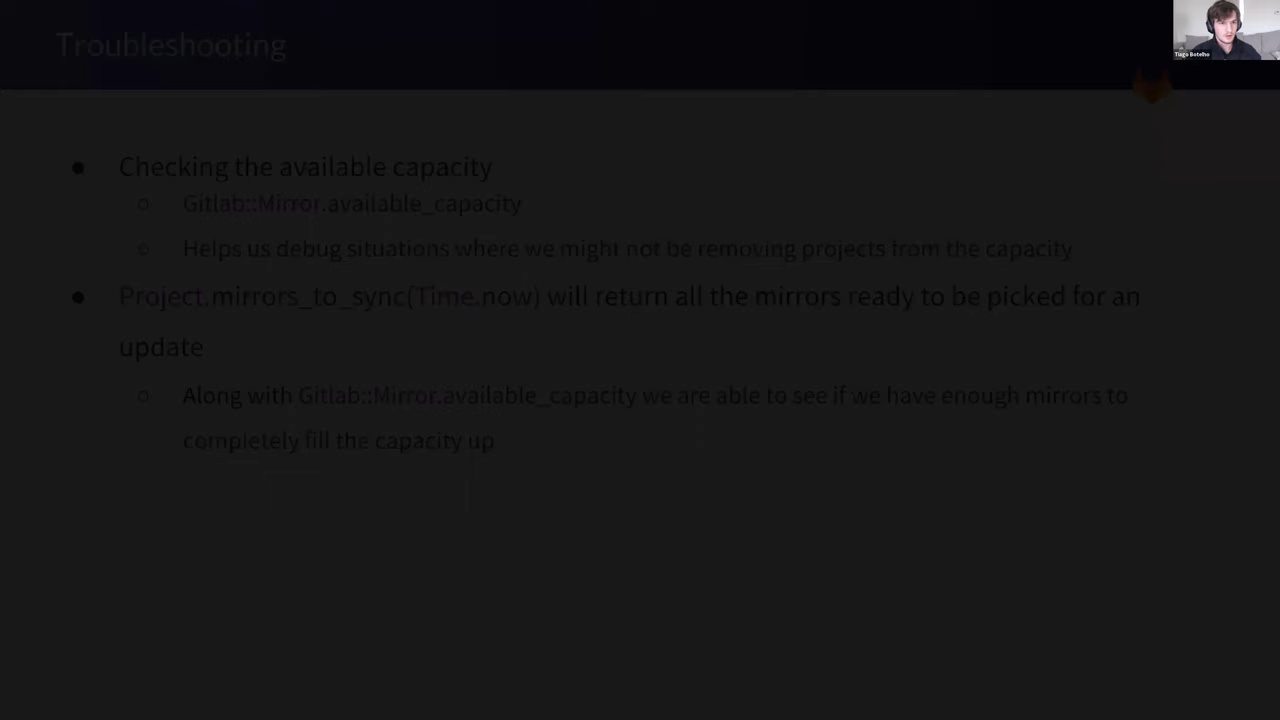 Troubleshooting
Tiago Botelho
● Checking the available capacity
○ Gitlab::Mirror.available_capacity
○ Helps us debug situations where we might not be removing projects from the capacity
● Project.mirrors_to_sync(Time.now) will return all the mirrors ready to be picked for an
update
○ Along with Gitlab::Mirror.available_capacity we are able to see if we have enough mirrors to
completely fill the capacity up